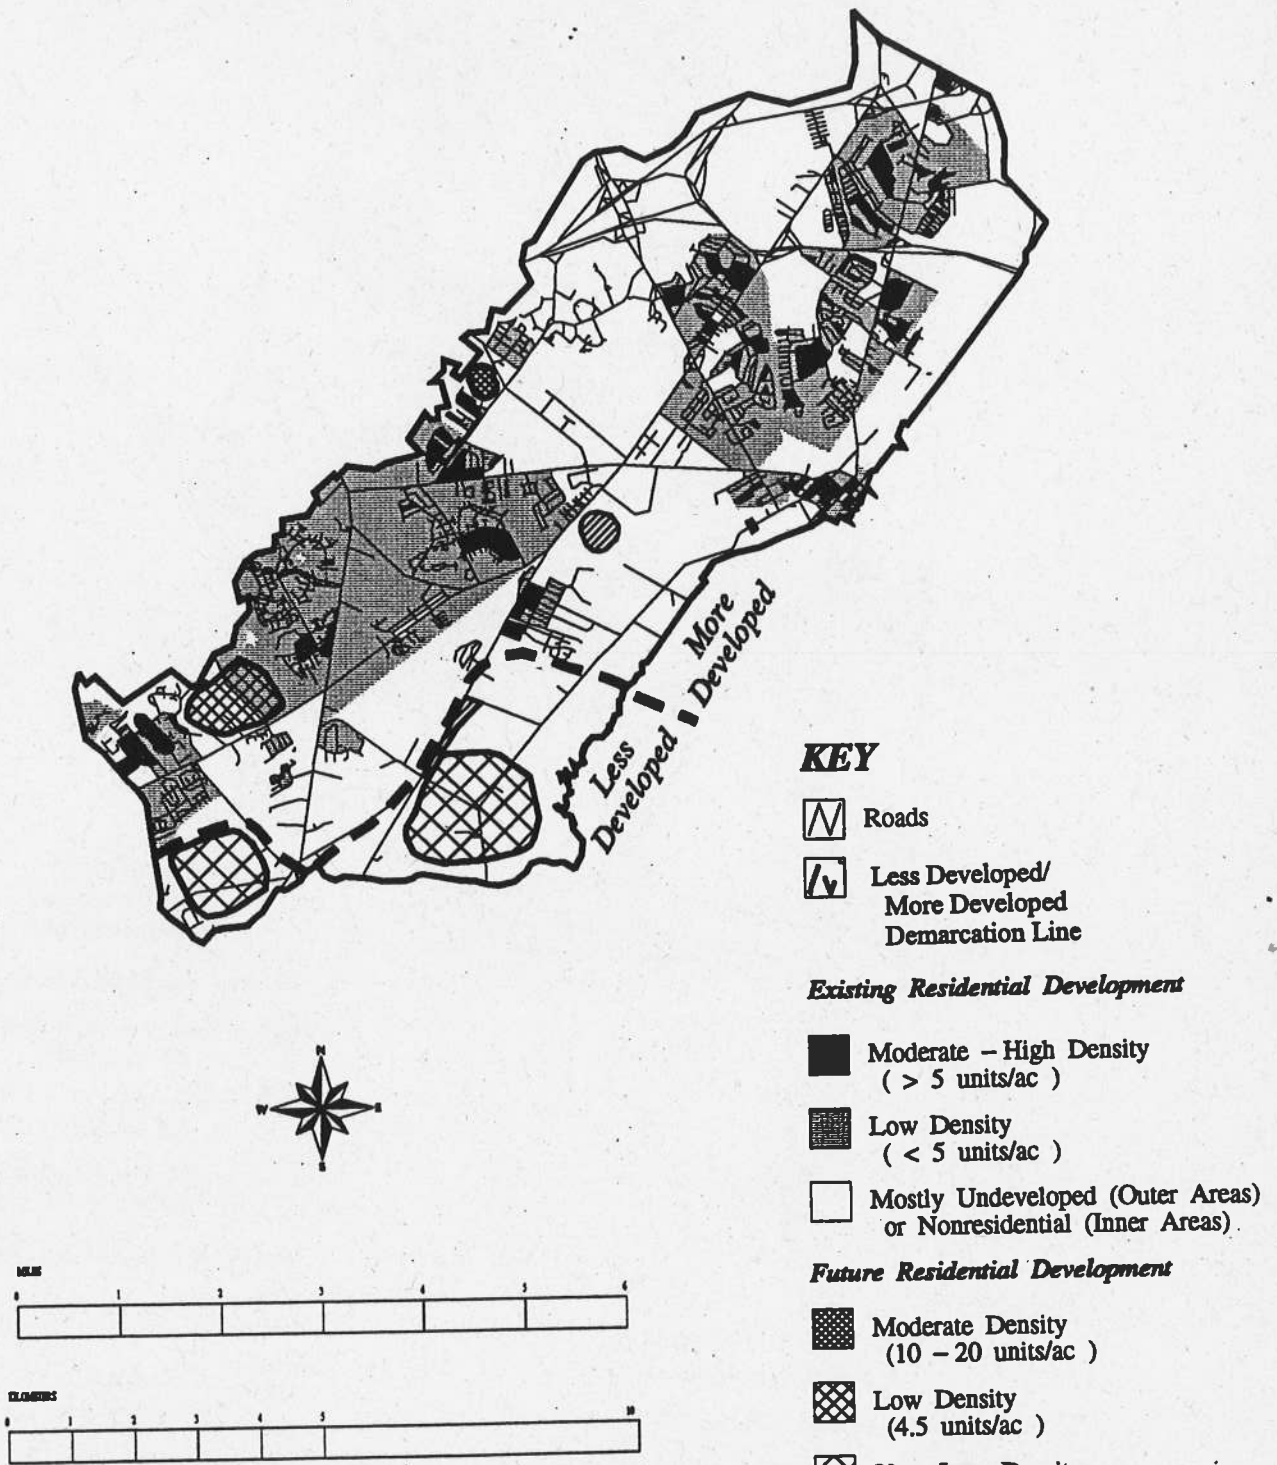 More
Developed
Less
Developed
KEY
Roads
Less Developed/
More Developed
Demarcation Line
Existing Residential Development
Moderate – High Density
( > 5 units/ac )
Low Density
( < 5 units/ac )
Mostly Undeveloped (Outer Areas)
or Nonresidential (Inner Areas)
Future Residential Development
Moderate Density
(10 – 20 units/ac )
Low Density
(4.5 units/ac )
N
W E
S
MILES
0 1 2 3 4 5 6
KILOMETERS
0 1 2 3 4 5 10